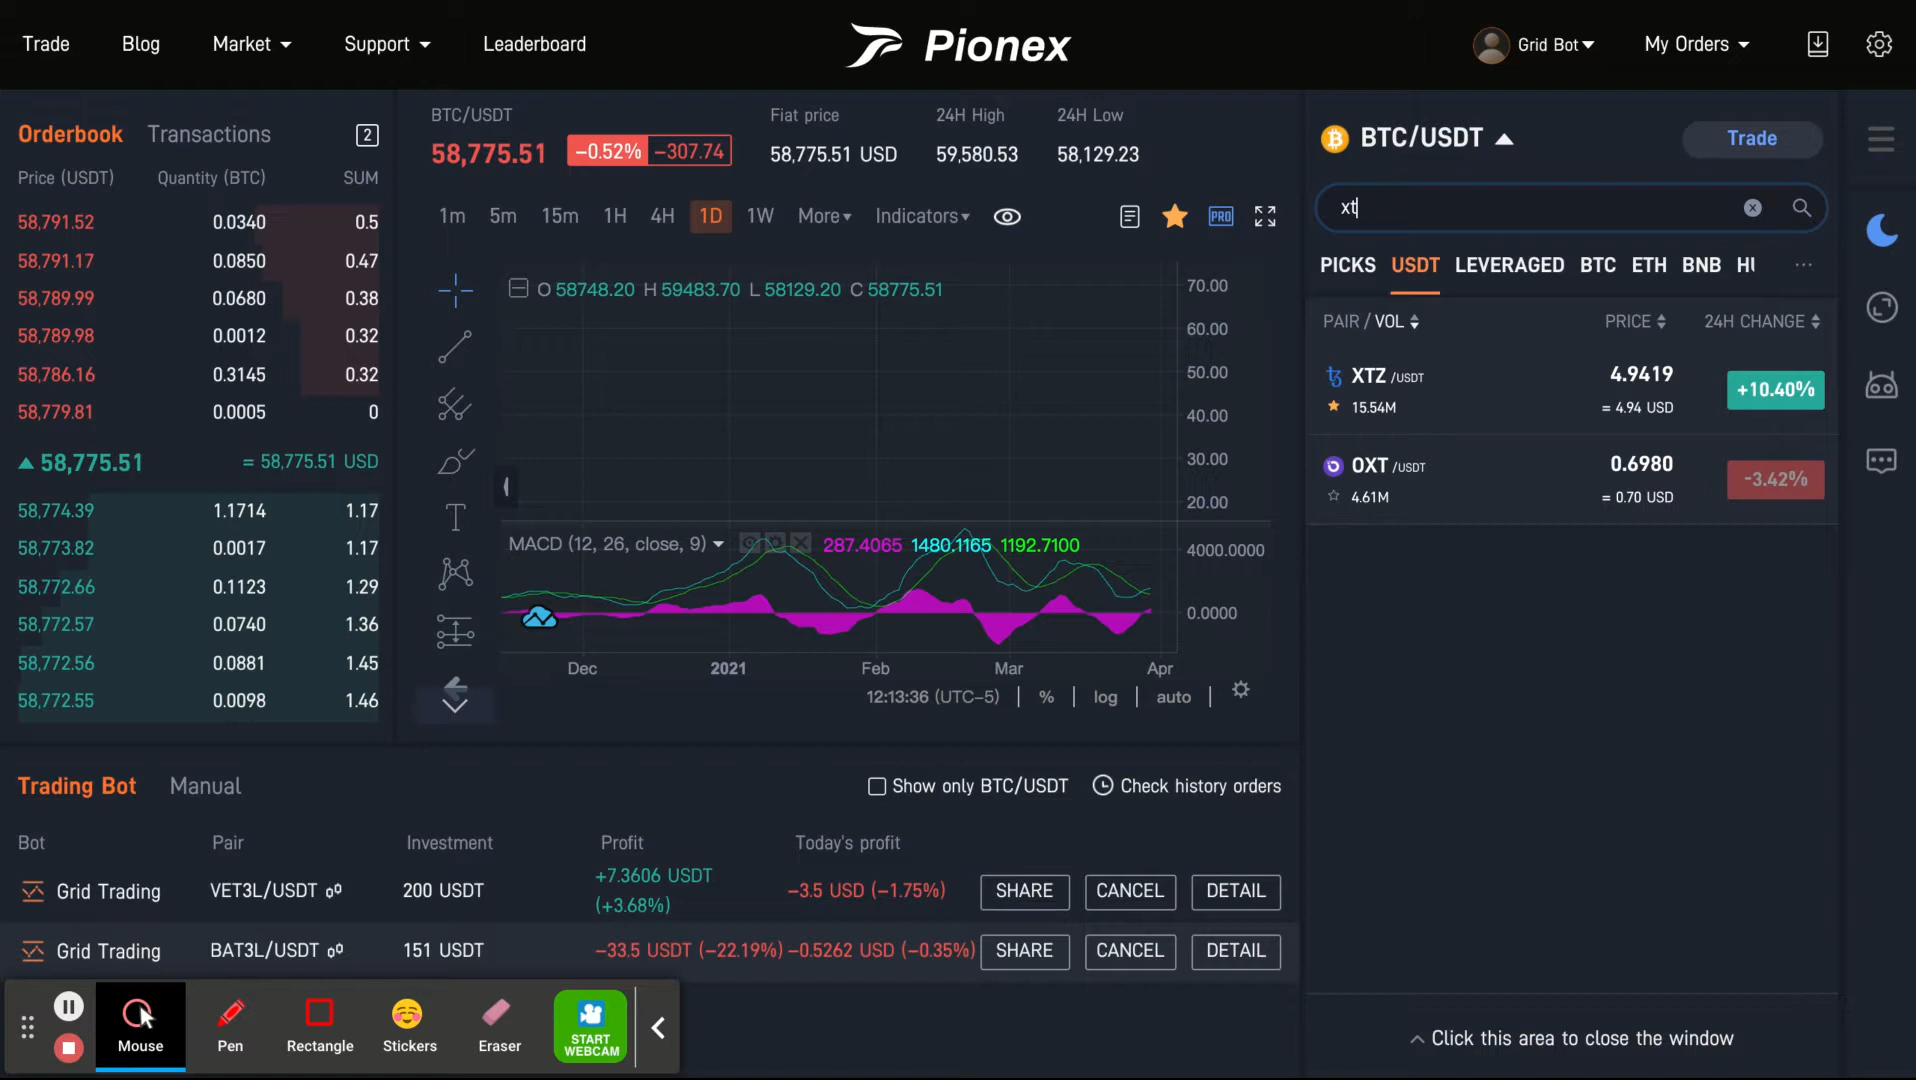 Trade Blog Market Support Leaderboard Pionex Grid Bot My Orders
Orderbook Transactions 2
Price (USDT) Quantity (BTC) SUM
58,791.52 0.0340 0.5
58,791.17 0.0850 0.47
58,789.99 0.0680 0.38
58,789.98 0.0012 0.32
58,786.16 0.3145 0.32
58,779.81 0.0005 0
58,775.51 = 58,775.51 USD
58,774.39 1.1714 1.17
58,773.82 0.0017 1.17
58,772.66 0.1123 1.29
58,772.57 0.0740 1.36
58,772.56 0.0881 1.45
58,772.55 0.0098 1.46
BTC/USDT Fiat price 24H High 24H Low
58,775.51 -0.52% -307.74 58,775.51 USD 59,580.53 58,129.23
1m 5m 15m 1H 4H 1D 1W More Indicators PRO
O 58748.20 H 59483.70 L 58129.20 C 58775.51
70.00
60.00
50.00
40.00
30.00
20.00
MACD (12, 26, close, 9) 287.4065 1480.1165 1192.7100
4000.0000
0.0000
Dec 2021 Feb Mar Apr
12:13:36 (UTC-5) % log auto
BTC/USDT Trade
xt
PICKS USDT LEVERAGED BTC ETH BNB HU ...
PAIR / VOL PRICE 24H CHANGE
XTZ /USDT 4.9419 +10.40%
15.54M = 4.94 USD
OXT /USDT 0.6980 -3.42%
4.61M = 0.70 USD
Click this area to close the window
Trading Bot Manual Show only BTC/USDT Check history orders
Bot Pair Investment Profit Today's profit
Grid Trading VET3L/USDT 200 USDT +7.3606 USDT (+3.68%) -3.5 USD (-1.75%) SHARE CANCEL DETAIL
Grid Trading BAT3L/USDT 151 USDT -33.5 USDT (-22.19%) -0.5262 USD (-0.35%) SHARE CANCEL DETAIL
Mouse Pen Rectangle Stickers Eraser START WEBCAM